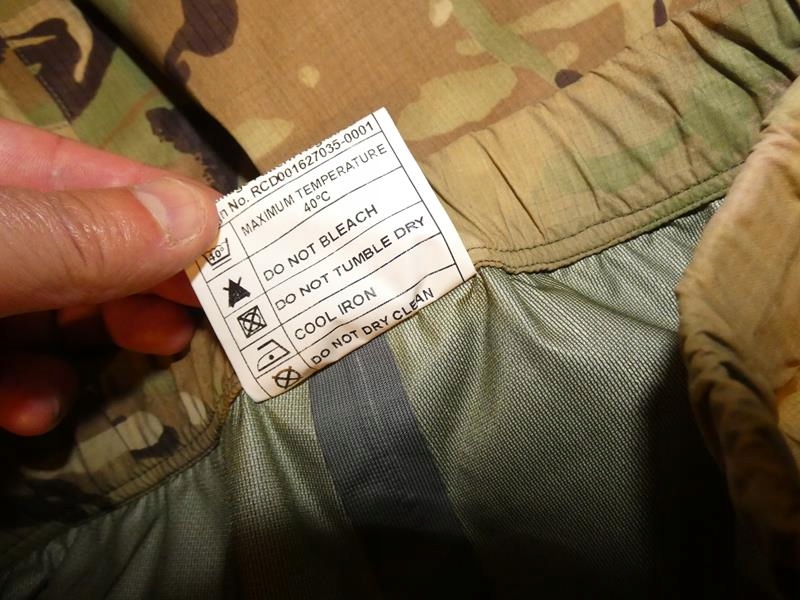 n No. RCD001627035-0001
MAXIMUM TEMPERATURE
40°C
40°
DO NOT BLEACH
DO NOT TUMBLE DRY
COOL IRON
DO NOT DRY CLEAN